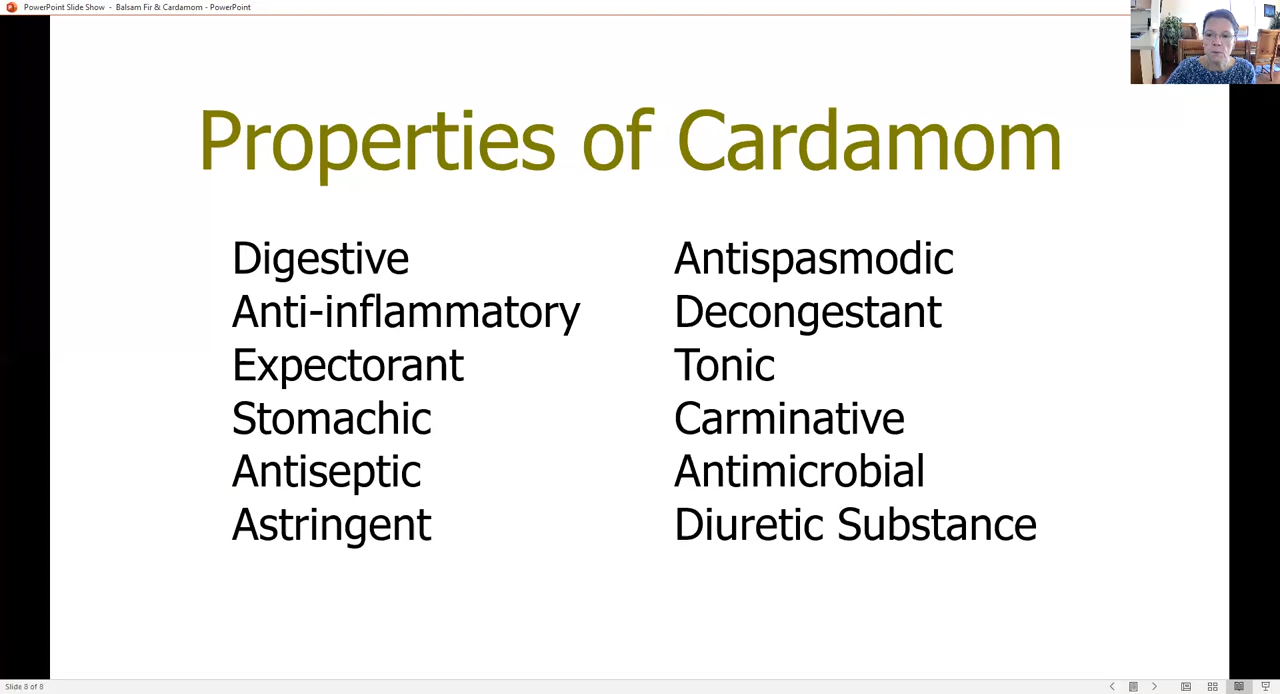 PowerPoint Slide Show - Balsam Fir & Cardamom - PowerPoint
Properties of Cardamom
Digestive
Anti-inflammatory
Expectorant
Stomachic
Antiseptic
Astringent
Antispasmodic
Decongestant
Tonic
Carminative
Antimicrobial
Diuretic Substance
Slide 8 of 8